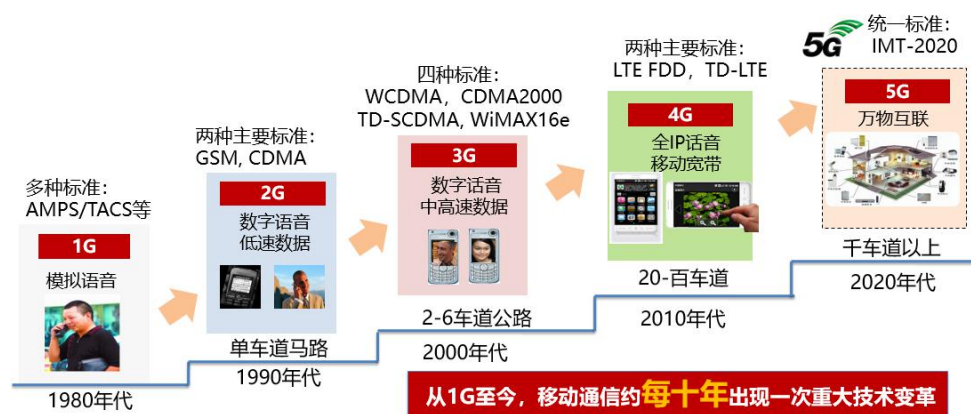 多种标准：
AMPS/TACS等
1G
模拟语音
1980年代
两种主要标准：
GSM, CDMA
2G
数字语音
低速数据
单车道马路
1990年代
四种标准：
WCDMA，CDMA2000
TD-SCDMA, WiMAX16e
3G
数字话音
中高速数据
2-6车道公路
2000年代
两种主要标准：
LTE FDD，TD-LTE
4G
全IP话音
移动宽带
20-百车道
2010年代
5G
统一标准：
IMT-2020
5G
万物互联
千车道以上
2020年代
从1G至今，移动通信约每十年出现一次重大技术变革